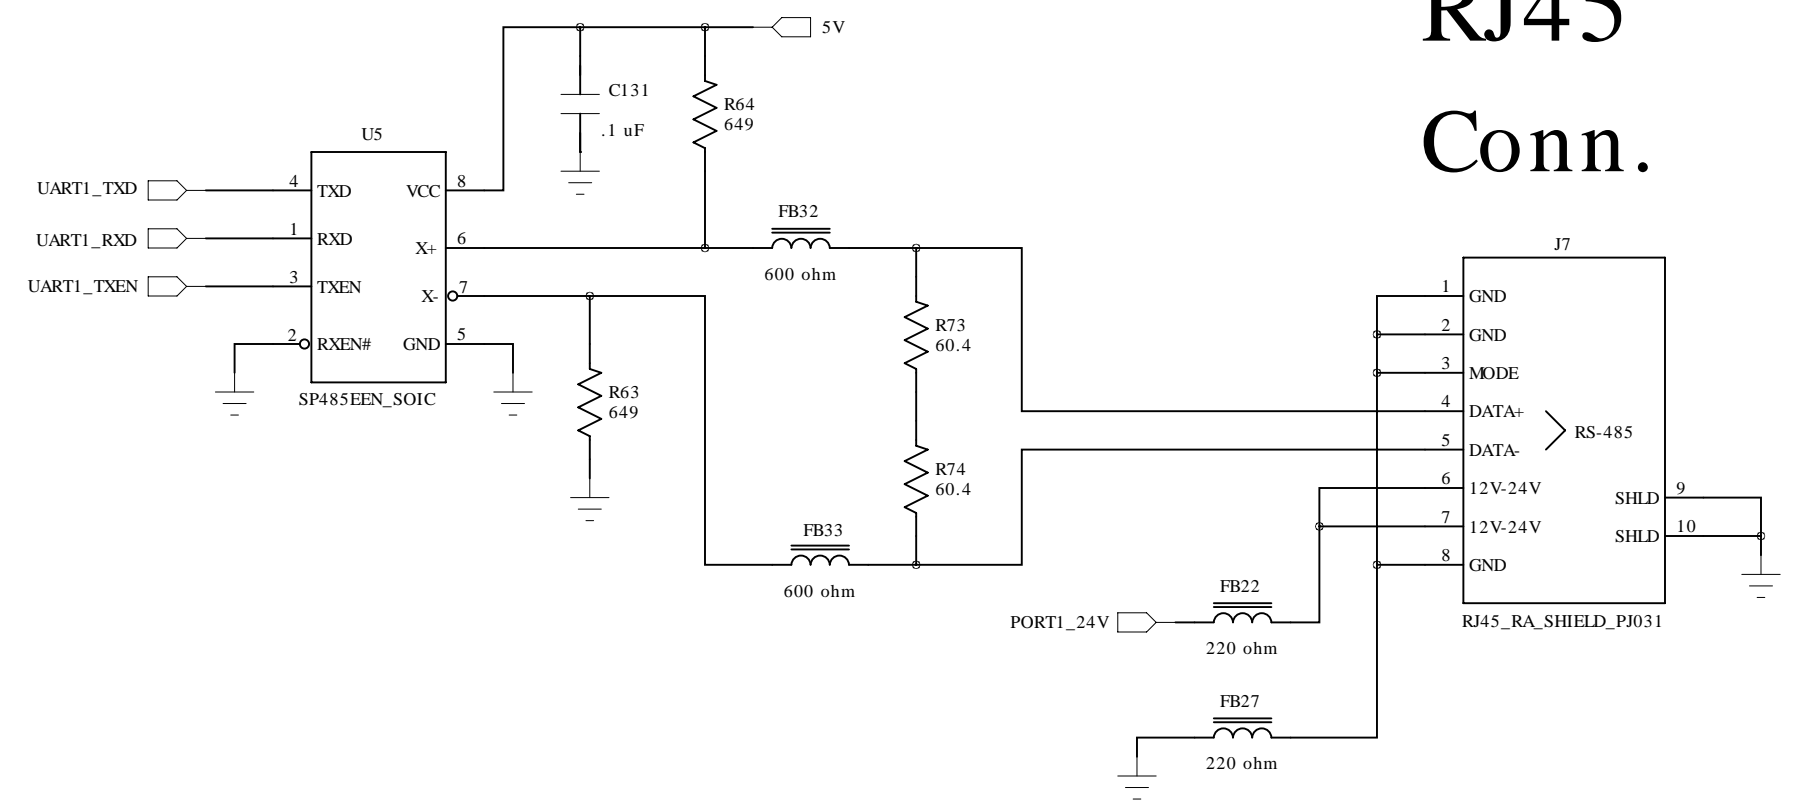 RJ45
Conn.
5V
C131
.1 uF
R64
649
U5
UART1_TXD
4
TXD
VCC
8
UART1_RXD
1
RXD
X+
6
UART1_TXEN
3
TXEN
X-
7
2
RXEN#
GND
5
SP485EEN_SOIC
R63
649
FB32
600 ohm
R73
60.4
R74
60.4
FB33
600 ohm
J7
1
GND
2
GND
3
MODE
4
DATA+
5
DATA-
RS-485
6
12V-24V
7
12V-24V
8
GND
SHLD
9
SHLD
10
RJ45_RA_SHIELD_PJ031
FB22
PORT1_24V
220 ohm
FB27
220 ohm